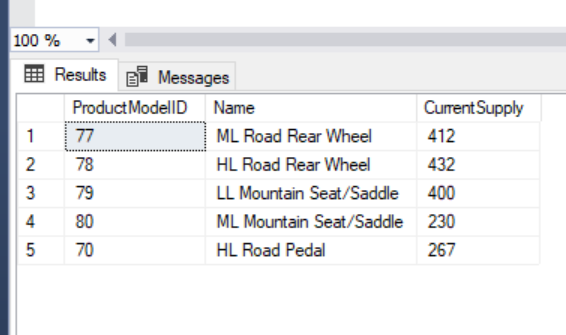 100 %
Results Messages
ProductModelID Name CurrentSupply
1 77 ML Road Rear Wheel 412
2 78 HL Road Rear Wheel 432
3 79 LL Mountain Seat/Saddle 400
4 80 ML Mountain Seat/Saddle 230
5 70 HL Road Pedal 267